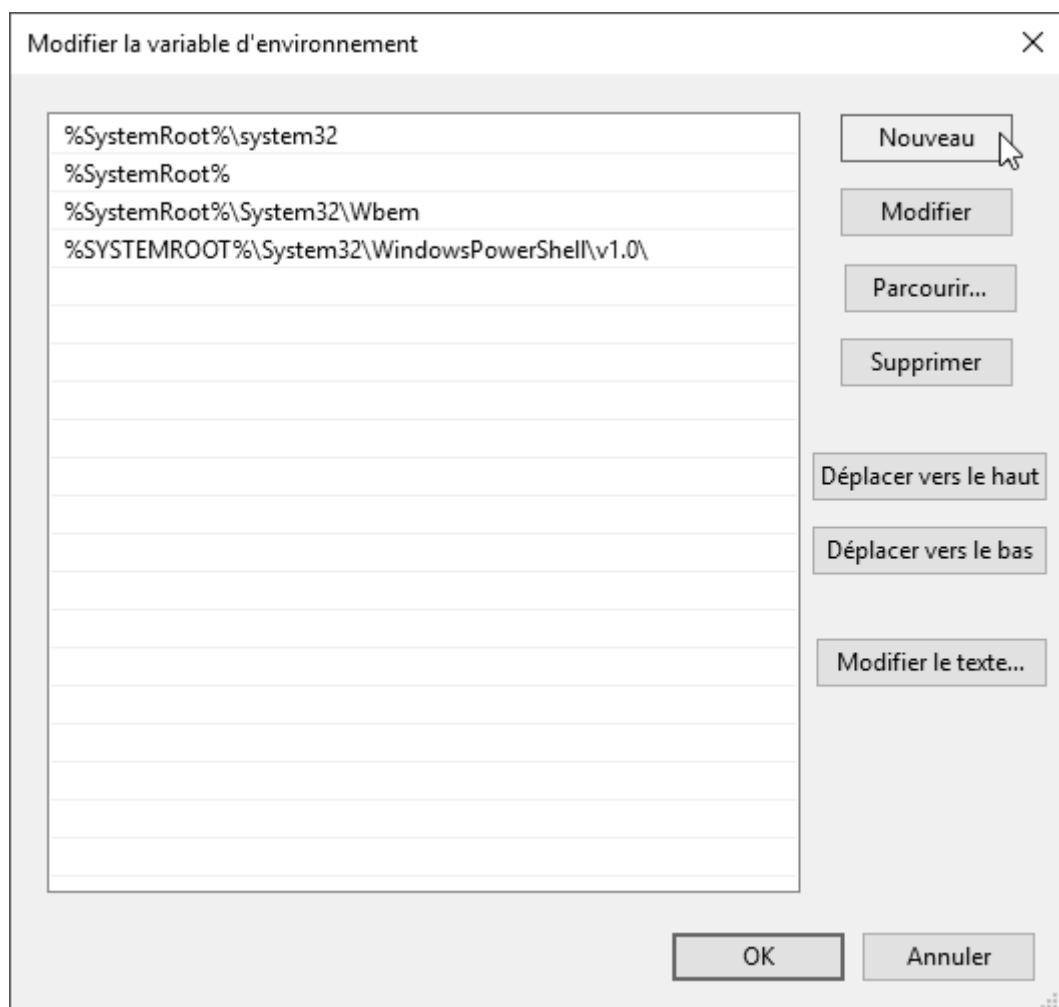 Modifier la variable d'environnement
%SystemRoot%\system32
%SystemRoot%
%SystemRoot%\System32\Wbem
%SYSTEMROOT%\System32\WindowsPowerShell\v1.0\
Nouveau
Modifier
Parcourir...
Supprimer
Déplacer vers le haut
Déplacer vers le bas
Modifier le texte...
OK
Annuler